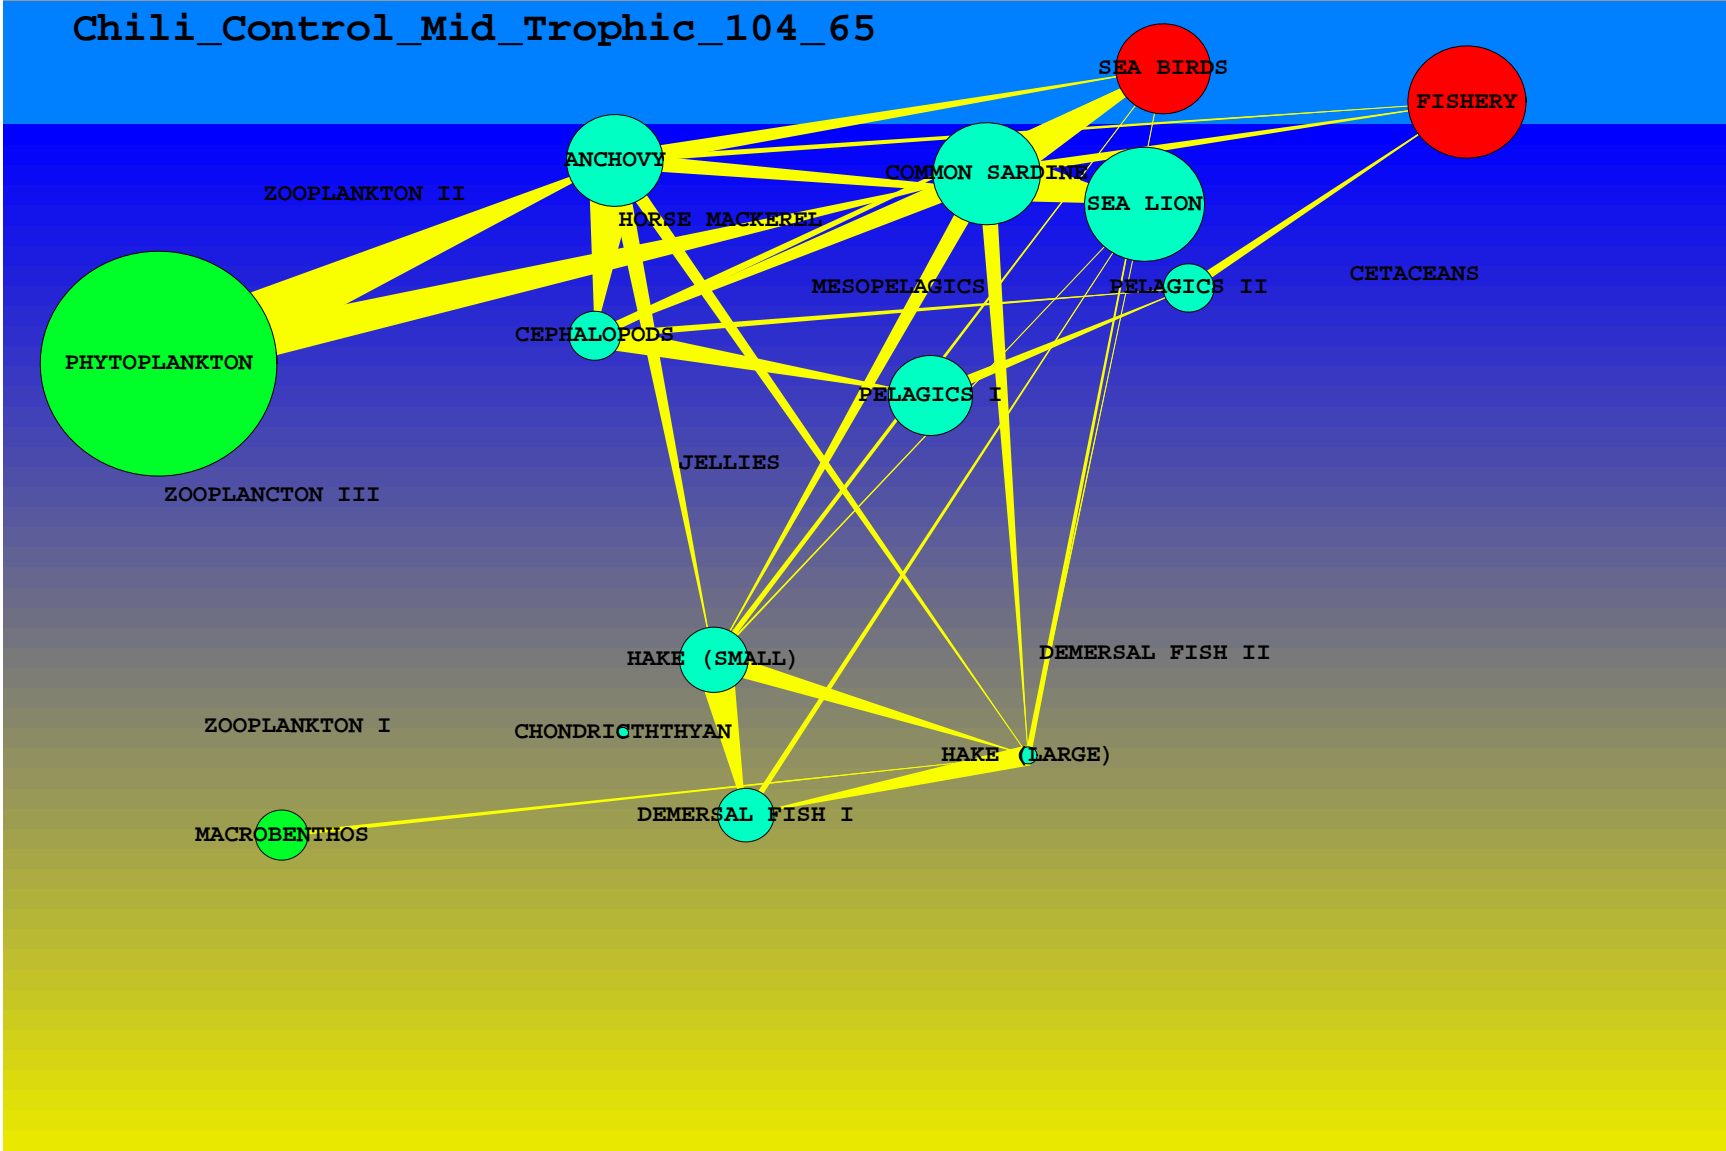 Chili_Control_Mid_Trophic_104_65
SEA BIRDS
FISHERY
ANCHOVY
COMMON SARDINE
ZOOPLANKTON II
SEA LION
HORSE MACKEREL
CETACEANS
MESOPELAGICS
PELAGICS II
CEPHALOPODS
PHYTOPLANKTON
PELAGICS I
JELLIES
ZOOPLANCTON III
DEMERSAL FISH II
HAKE (SMALL)
ZOOPLANKTON I
CHONDRICTHTHYAN
HAKE (LARGE)
DEMERSAL FISH I
MACROBENTHOS